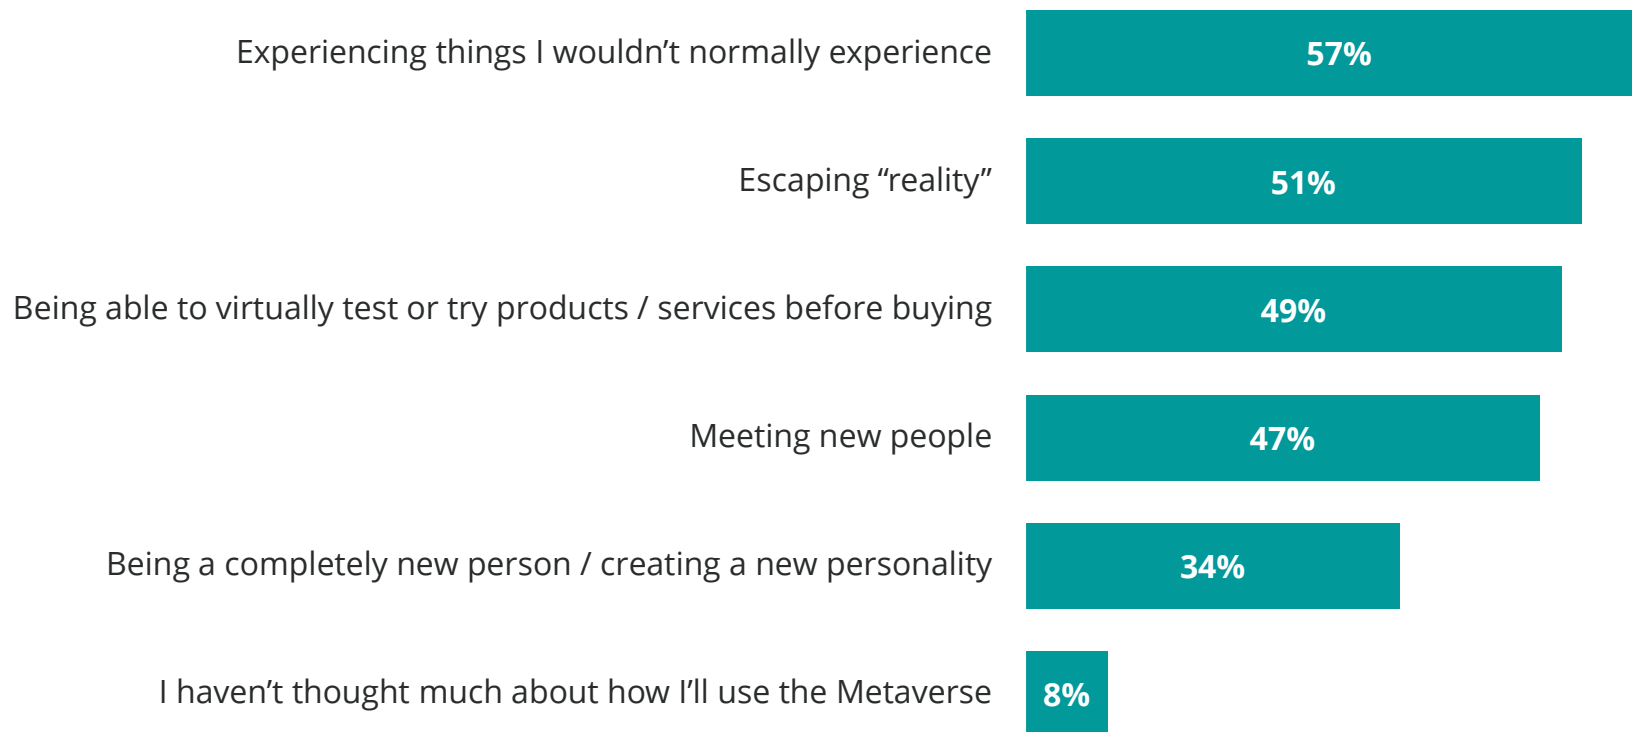 Experiencing things I wouldn’t normally experience 57%
Escaping “reality” 51%
Being able to virtually test or try products / services before buying 49%
Meeting new people 47%
Being a completely new person / creating a new personality 34%
I haven’t thought much about how I’ll use the Metaverse 8%